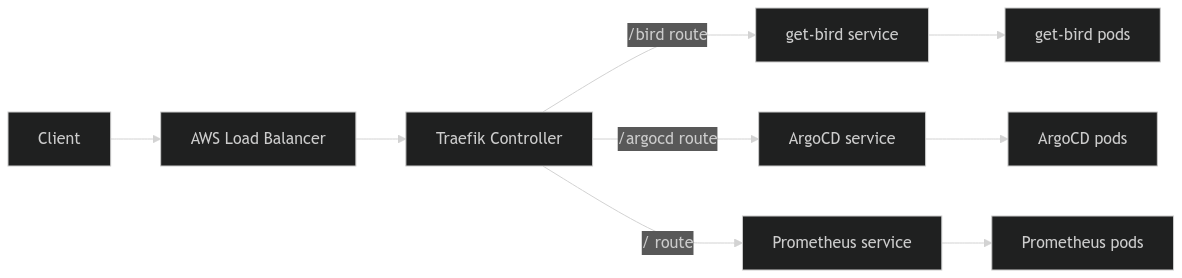 /bird route
get-bird service
get-bird pods
Client
AWS Load Balancer
Traefik Controller
/argocd route
ArgoCD service
ArgoCD pods
/ route
Prometheus service
Prometheus pods